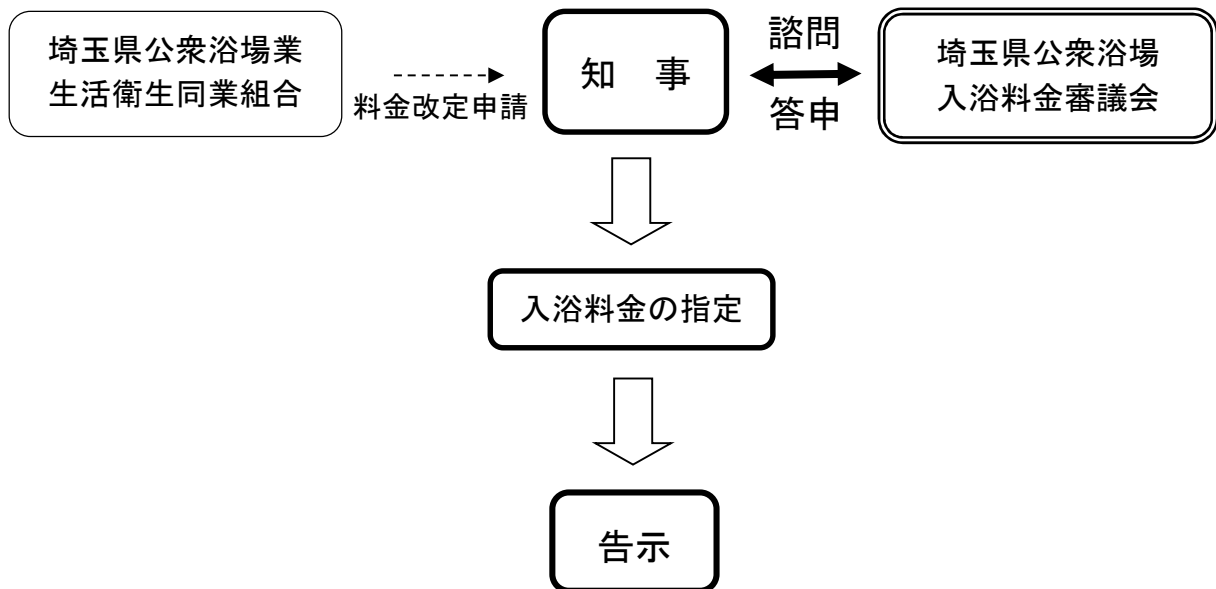 埼玉県公衆浴場業
生活衛生同業組合
料金改定申請
知 事
諮問
答申
埼玉県公衆浴場
入浴料金審議会
入浴料金の指定
告示